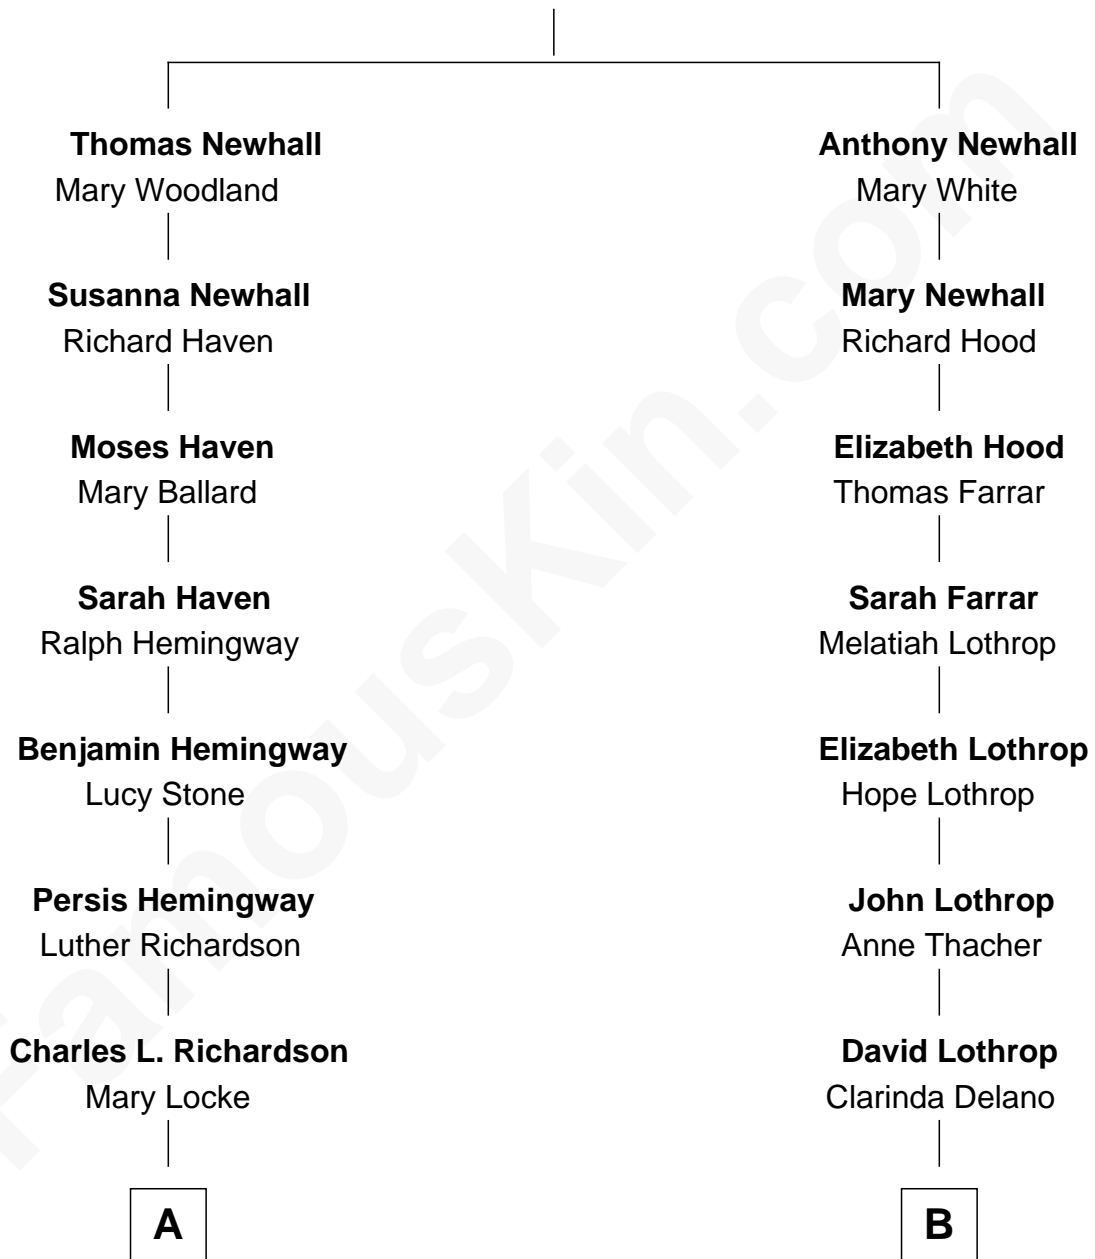 Thomas Newhall
Mary Woodland
Susanna Newhall
Richard Haven
Moses Haven
Mary Ballard
Sarah Haven
Ralph Hemingway
Benjamin Hemingway
Lucy Stone
Persis Hemingway
Luther Richardson
Charles L. Richardson
Mary Locke
A
Anthony Newhall
Mary White
Mary Newhall
Richard Hood
Elizabeth Hood
Thomas Farrar
Sarah Farrar
Melatiah Lothrop
Elizabeth Lothrop
Hope Lothrop
John Lothrop
Anne Thacher
David Lothrop
Clarinda Delano
B
FamousKin.com